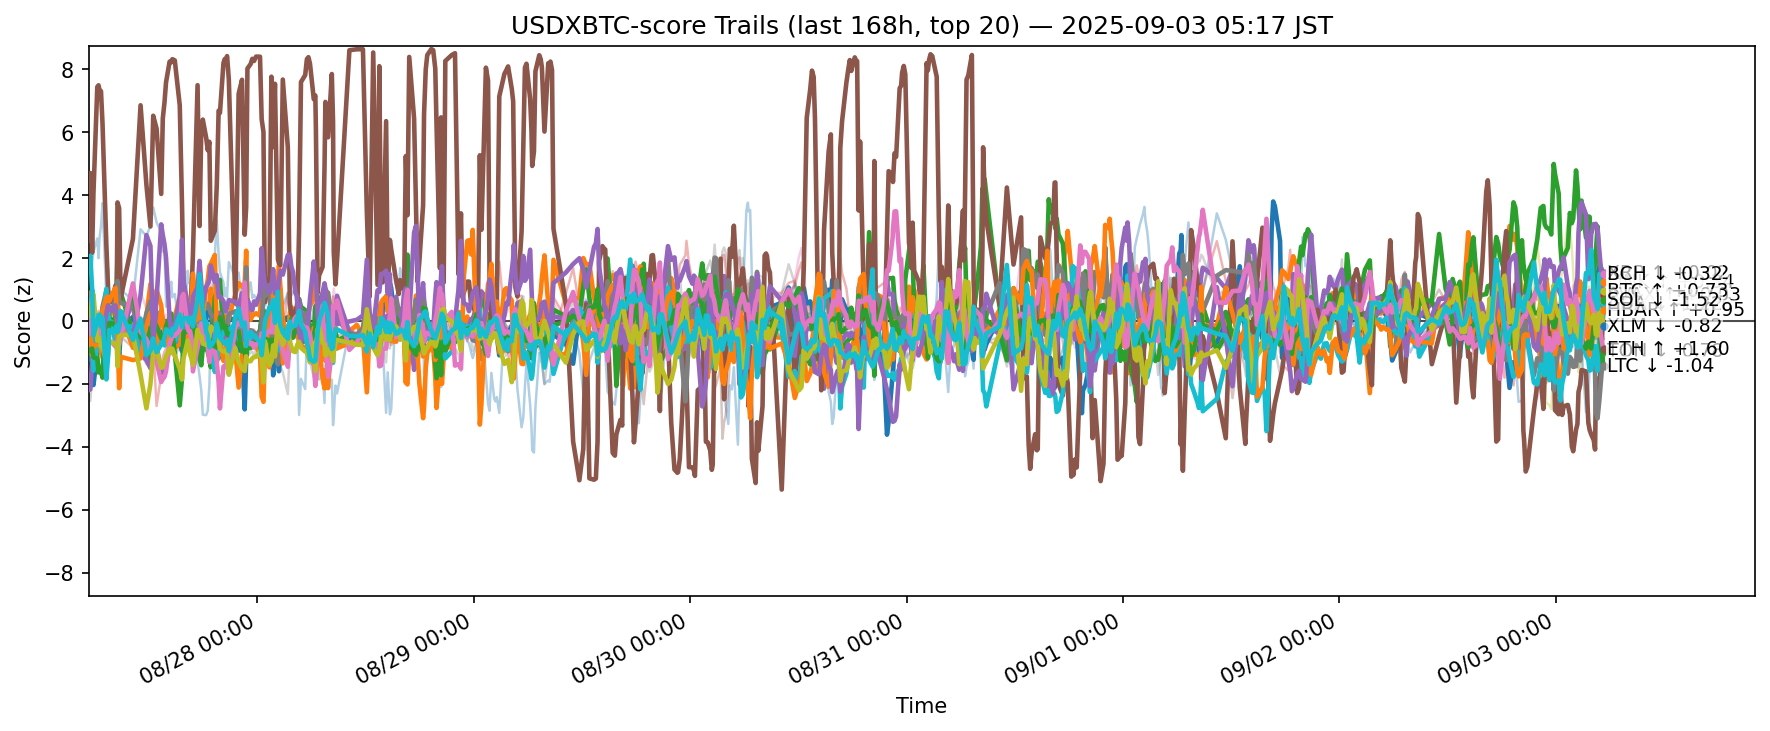 USDXBTC-score Trails (last 168h, top 20) — 2025-09-03 05:17 JST
Score (z)
8
6
4
2
0
−2
−4
−6
−8
BCH ↓ -0.32
BTC
SOL ↓ -1.52
HBAR ↑ +0.95
XLM ↓ -0.82
ETH ↑ +1.60
LTC ↓ -1.04
08/28 00:00
08/29 00:00
08/30 00:00
08/31 00:00
09/01 00:00
09/02 00:00
09/03 00:00
Time